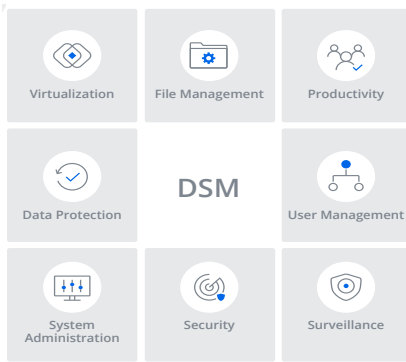 Virtualization
File Management
Productivity
Data Protection
DSM
User Management
System
Administration
Security
Surveillance